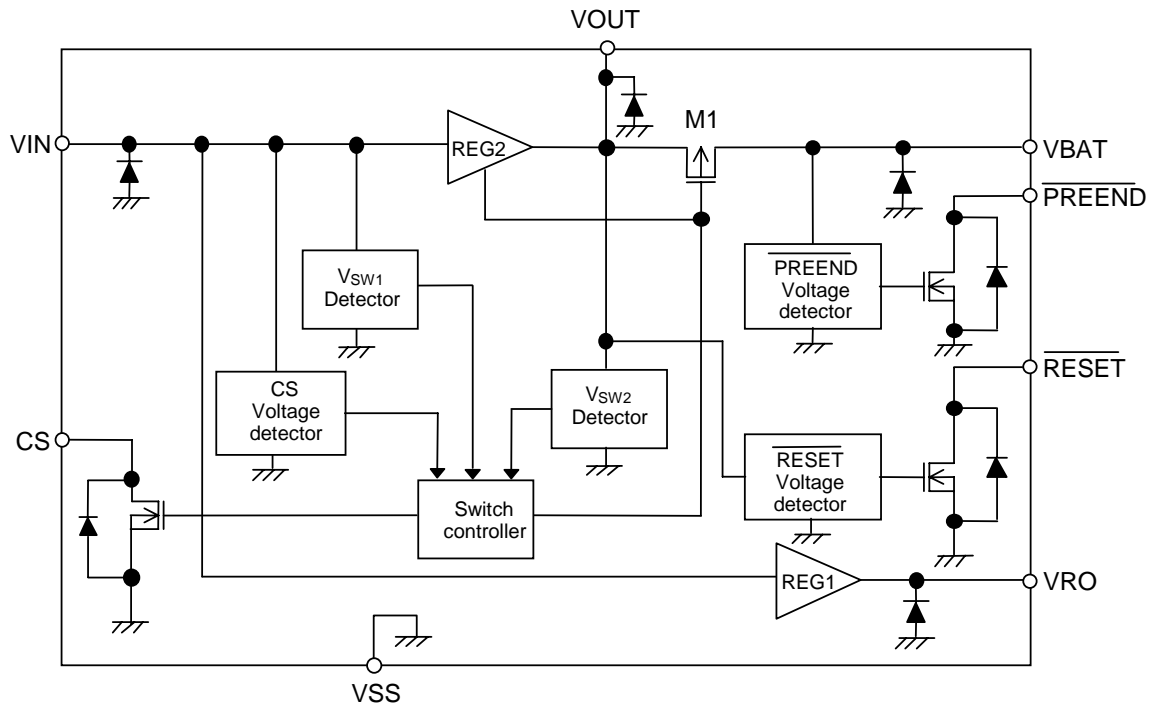 VOUT
M1
VIN
REG2
VBAT
PREEND
VSW1
Detector
PREEND
Voltage
detector
RESET
CS
Voltage
detector
VSW2
Detector
CS
RESET
Voltage
detector
Switch
controller
REG1
VRO
VSS